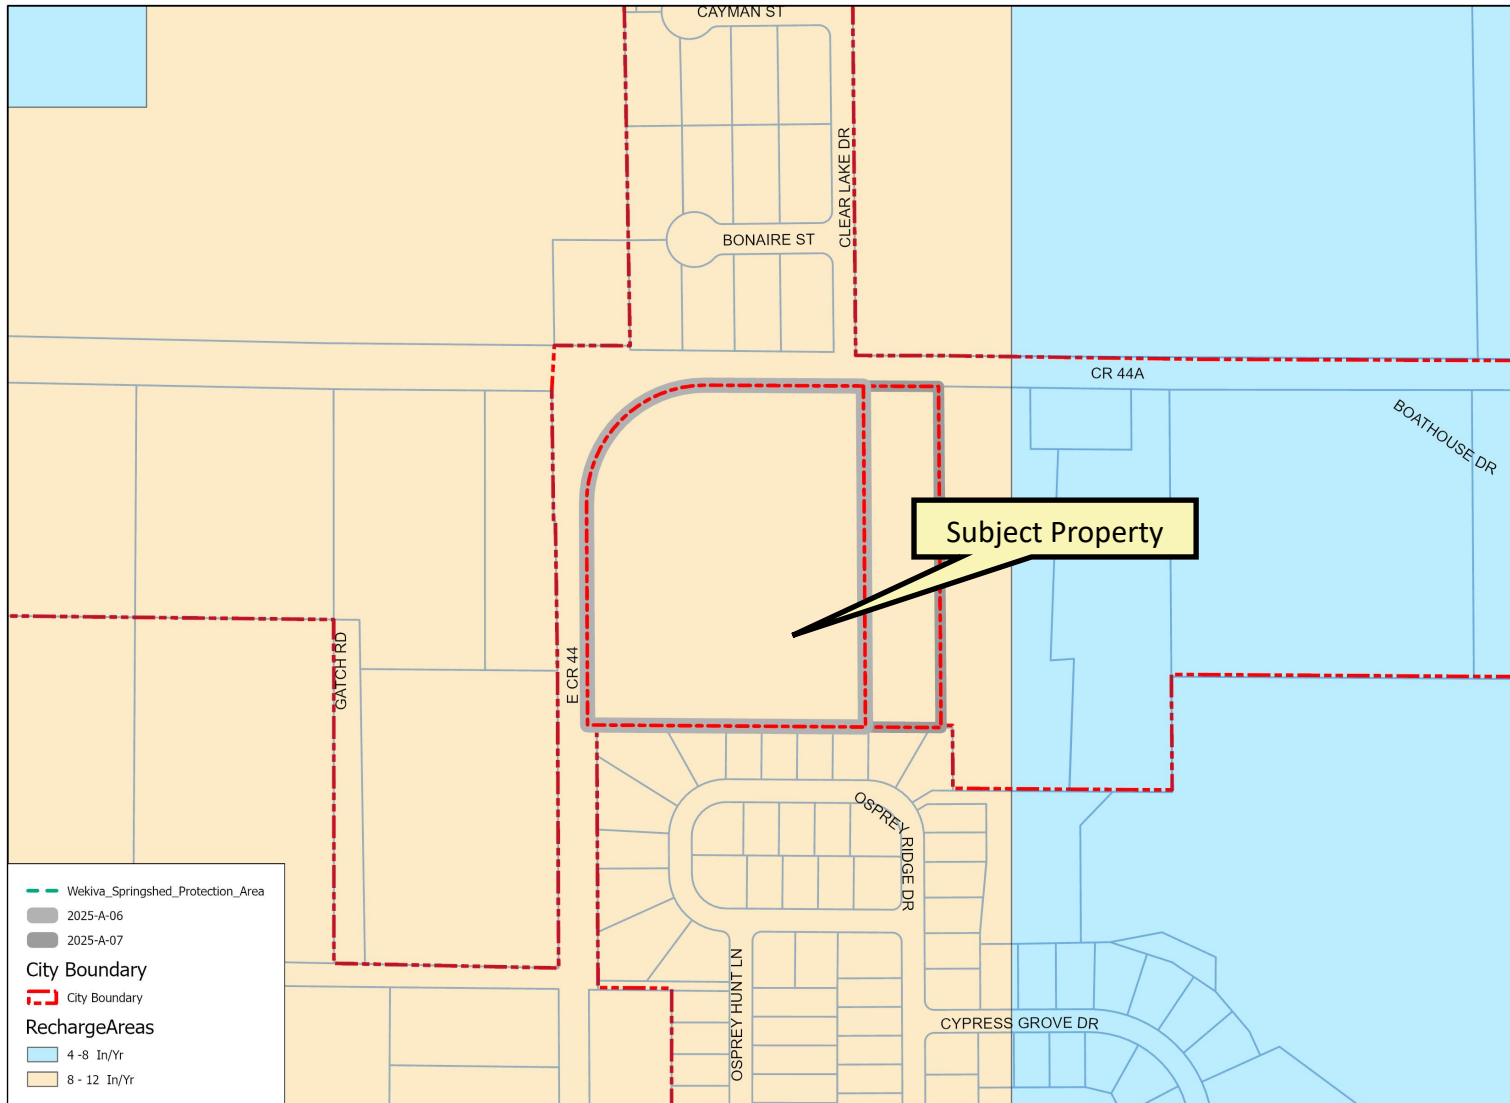 CAYMAN ST
CLEAR LAKE DR
BONAIRE ST
CR 44A
BOATHOUSE DR
Subject Property
GATCH RD
E CR 44
OSPREY RIDGE DR
OSPREY HUNT LN
CYPRESS GROVE DR
Wekiva_Springshed_Protection_Area
2025-A-06
2025-A-07
City Boundary
City Boundary
RechargeAreas
4 -8 In/Yr
8 - 12 In/Yr